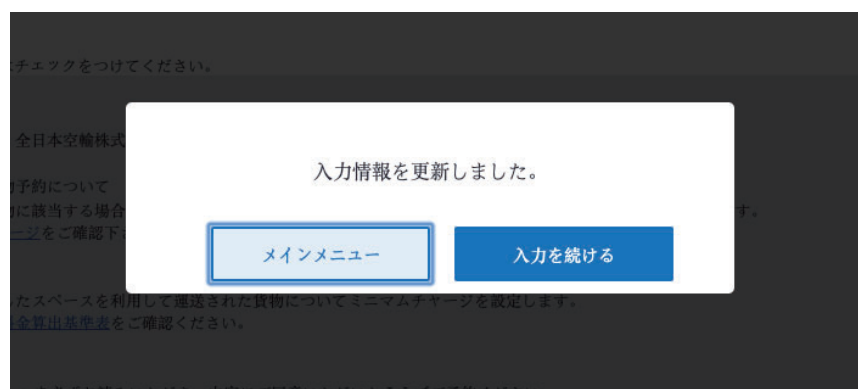 チェックをつけてください。
全日本空輸株式
予約について
に該当する場合
す。
ージをご確認下
入力情報を更新しました。
メインメニュー
入力を続ける
たスペースを利用して運送された貨物についてミニマムチャージを設定します。
金算出基準表をご確認ください。